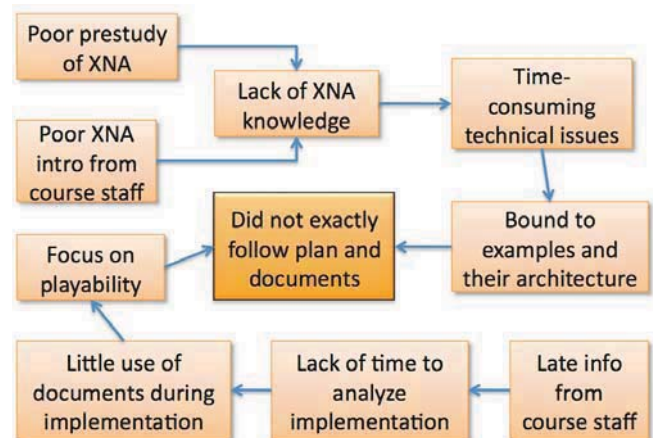 Poor prestudy
of XNA
Lack of XNA
knowledge
Time-
consuming
technical issues
Poor XNA
intro from
course staff
Did not exactly
follow plan and
documents
Bound to
examples and
their architecture
Focus on
playability
Little use of
documents during
implementation
Lack of time to
analyze
implementation
Late info
from
course staff